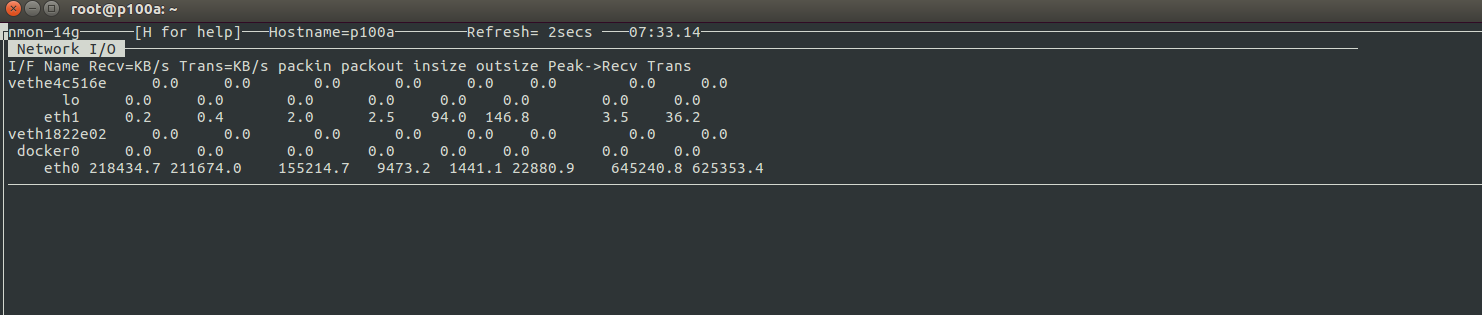 root@p100a: ~
nmon-14g [H for help] Hostname=p100a Refresh= 2secs 07:33.14
Network I/O
I/F Name Recv=KB/s Trans=KB/s packin packout insize outsize Peak->Recv Trans
vethe4c516e 0.0 0.0 0.0 0.0 0.0 0.0 0.0 0.0
lo 0.0 0.0 0.0 0.0 0.0 0.0 0.0 0.0
eth1 0.2 0.4 2.0 2.5 94.0 146.8 3.5 36.2
veth1822e02 0.0 0.0 0.0 0.0 0.0 0.0 0.0 0.0
docker0 0.0 0.0 0.0 0.0 0.0 0.0 0.0 0.0
eth0 218434.7 211674.0 155214.7 9473.2 1441.1 22880.9 645240.8 625353.4